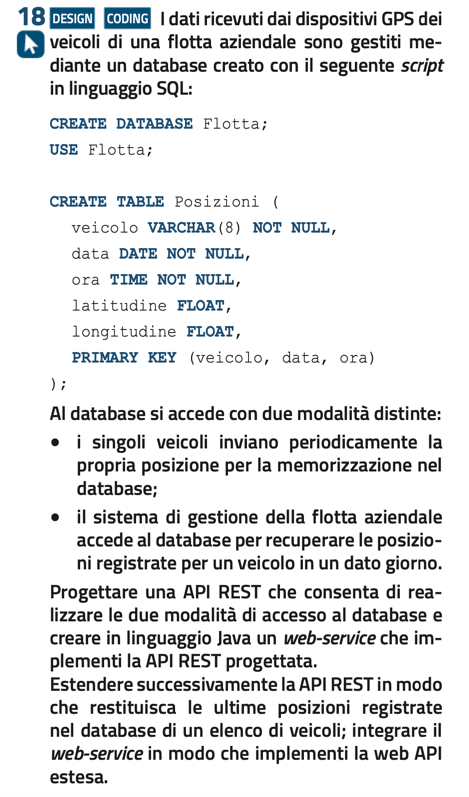 18 DESIGN CODING I dati ricevuti dai dispositivi GPS dei
veicoli di una flotta aziendale sono gestiti me-
diante un database creato con il seguente script
in linguaggio SQL:
CREATE DATABASE Flotta;
USE Flotta;
CREATE TABLE Posizioni (
veicolo VARCHAR(8) NOT NULL,
data DATE NOT NULL,
ora TIME NOT NULL,
latitudine FLOAT,
longitudine FLOAT,
PRIMARY KEY (veicolo, data, ora)
);
Al database si accede con due modalità distinte:
• i singoli veicoli inviano periodicamente la
propria posizione per la memorizzazione nel
database;
• il sistema di gestione della flotta aziendale
accede al database per recuperare le posizio-
ni registrate per un veicolo in un dato giorno.
Progettare una API REST che consenta di rea-
lizzare le due modalità di accesso al database e
creare in linguaggio Java un web-service che im-
plementi la API REST progettata.
Estendere successivamente la API REST in modo
che restituisca le ultime posizioni registrate
nel database di un elenco di veicoli; integrare il
web-service in modo che implementi la web API
estesa.